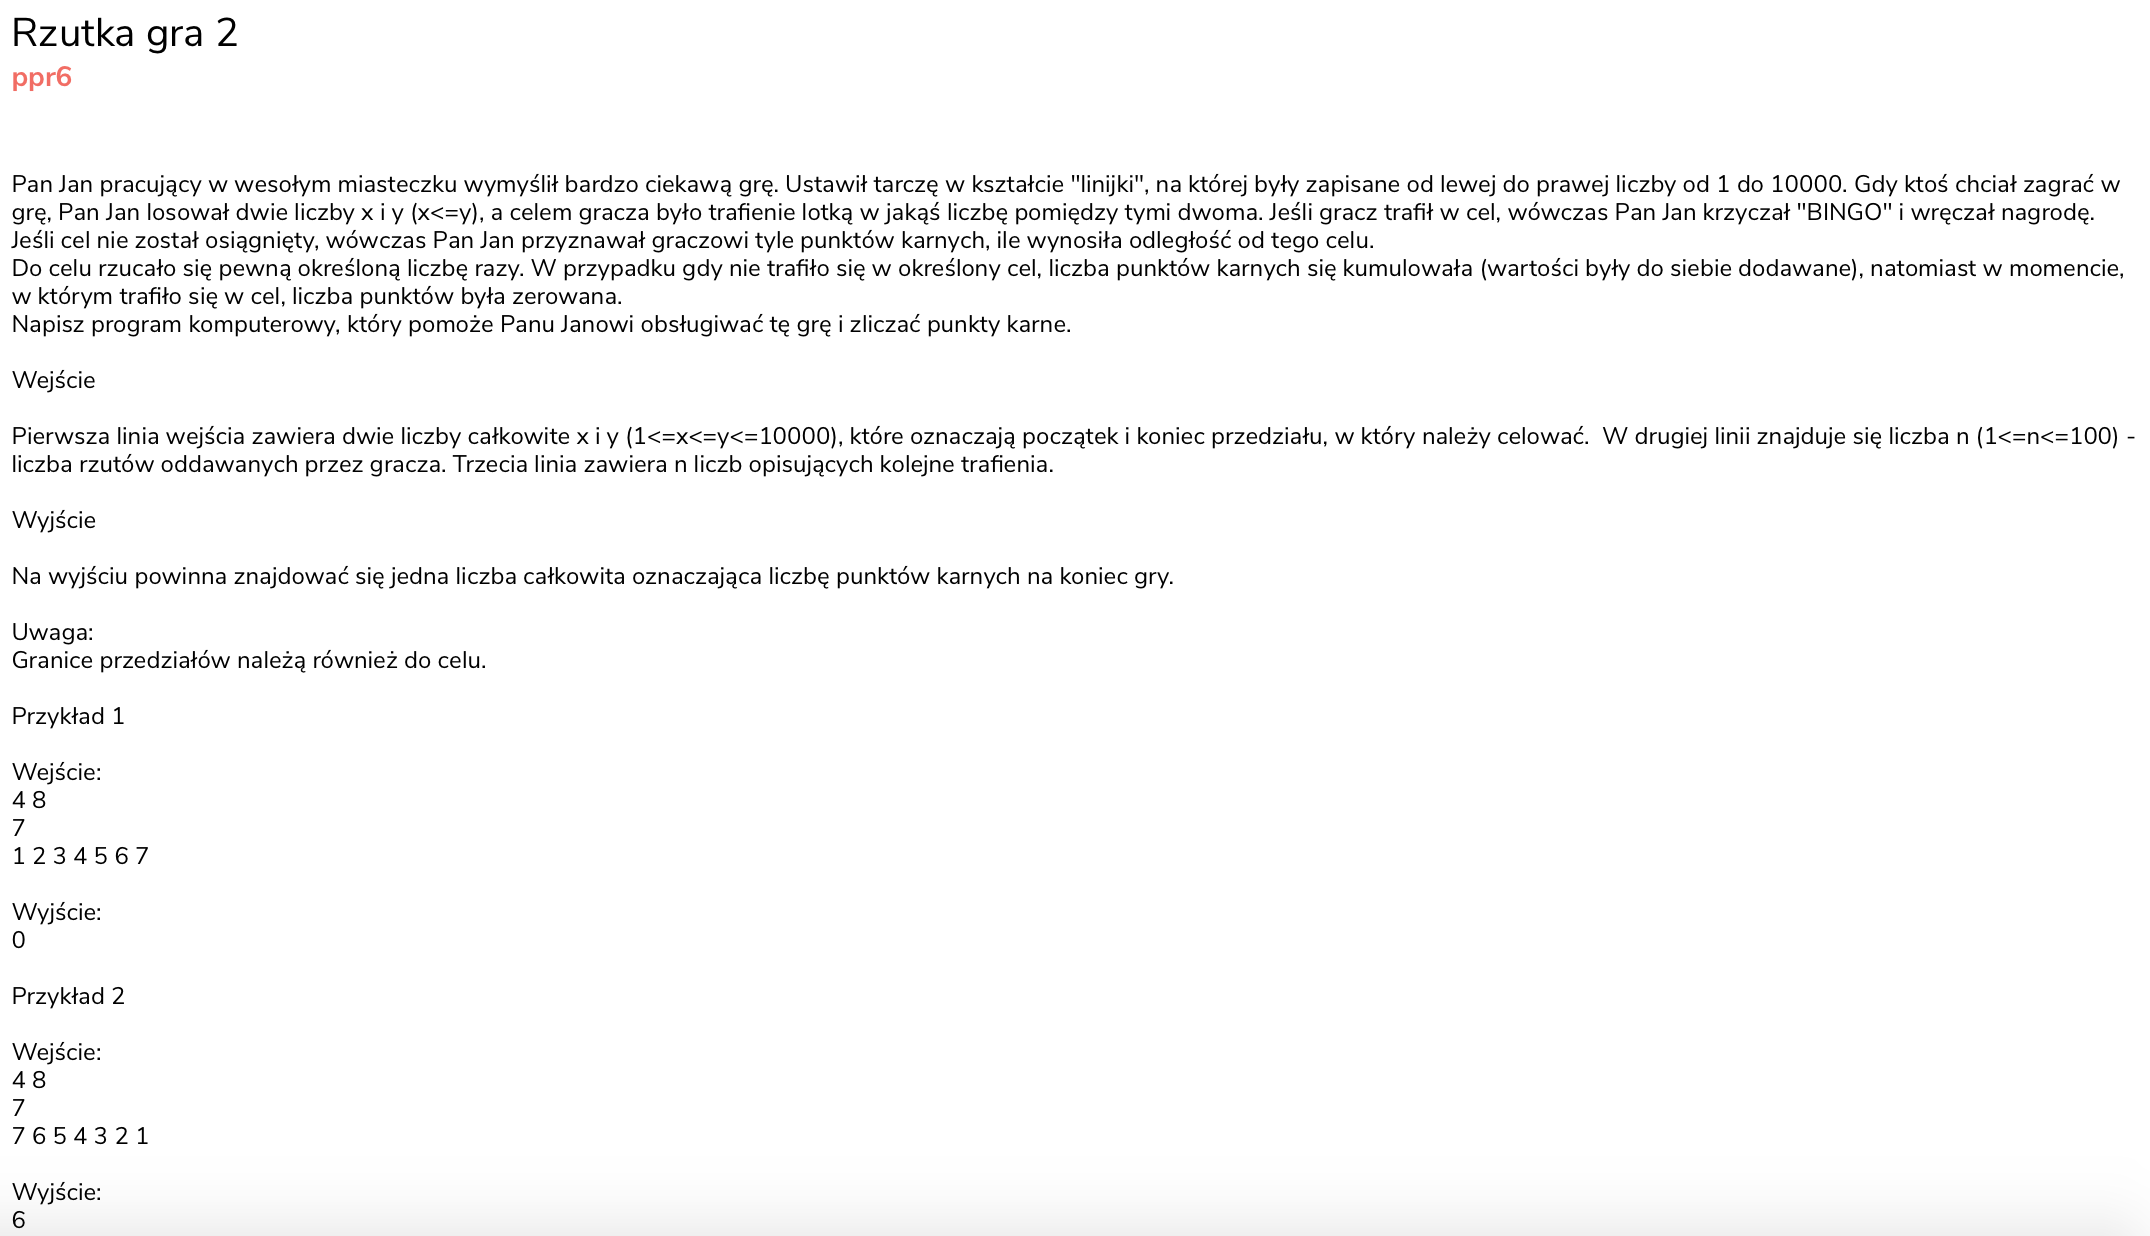 Rzutka gra 2
ppr6
Pan Jan pracujący w wesołym miasteczku wymyślił bardzo ciekawą grę. Ustawił tarczę w kształcie "linijki", na której były zapisane od lewej do prawej liczby od 1 do 10000. Gdy ktoś chciał zagrać w
grę, Pan Jan losował dwie liczby x i y (x<=y), a celem gracza było trafienie lotką w jakąś liczbę pomiędzy tymi dwoma. Jeśli gracz trafił w cel, wówczas Pan Jan krzyczał "BINGO" i wręczał nagrodę.
Jeśli cel nie został osiągnięty, wówczas Pan Jan przyznawał graczowi tyle punktów karnych, ile wynosiła odległość od tego celu.
Do celu rzucało się pewną określoną liczbę razy. W przypadku gdy nie trafiło się w określony cel, liczba punktów karnych się kumulowała (wartości były do siebie dodawane), natomiast w momencie,
w którym trafiło się w cel, liczba punktów była zerowana.
Napisz program komputerowy, który pomoże Panu Janowi obsługiwać tę grę i zliczać punkty karne.
Wejście
Pierwsza linia wejścia zawiera dwie liczby całkowite x i y (1<=x<=y<=10000), które oznaczają początek i koniec przedziału, w który należy celować.  W drugiej linii znajduje się liczba n (1<=n<=100) -
liczba rzutów oddawanych przez gracza. Trzecia linia zawiera n liczb opisujących kolejne trafienia.
Wyjście
Na wyjściu powinna znajdować się jedna liczba całkowita oznaczająca liczbę punktów karnych na koniec gry.
Uwaga:
Granice przedziałów należą również do celu.
Przykład 1
Wejście:
4 8
7
1 2 3 4 5 6 7
Wyjście:
0
Przykład 2
Wejście:
4 8
7
7 6 5 4 3 2 1
Wyjście:
6